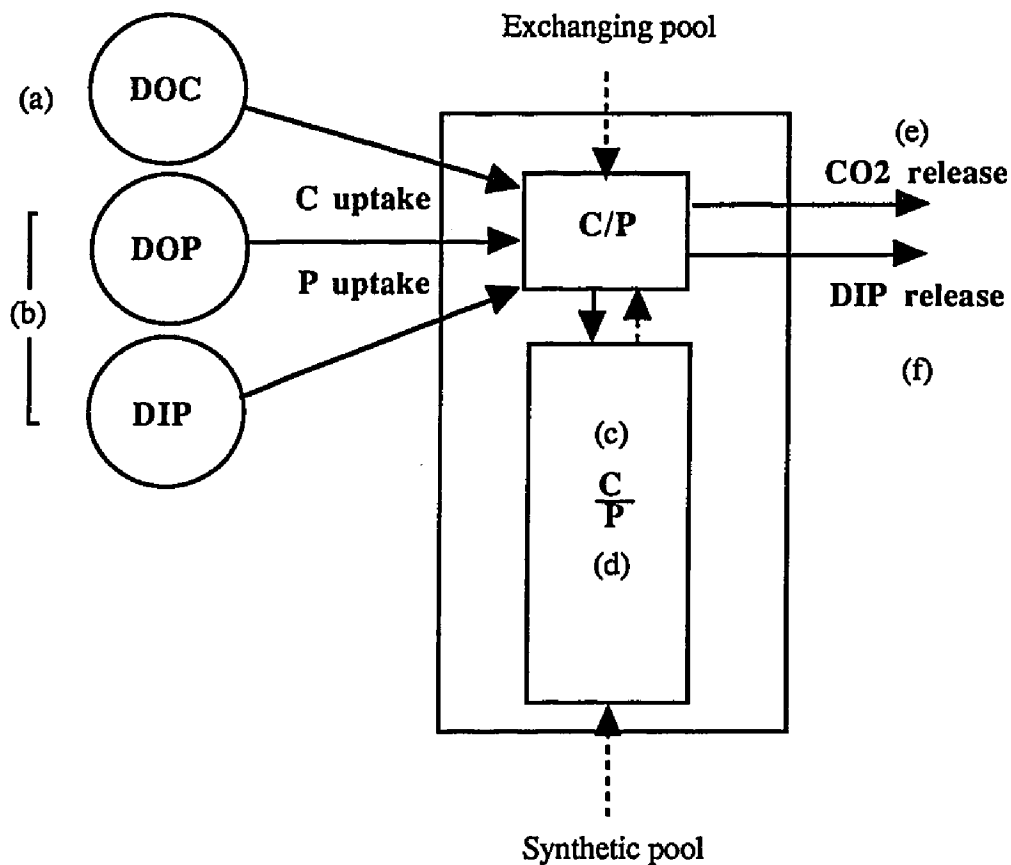 Exchanging pool
(a)
DOC
(e)
CO2 release
C uptake
C/P
DOP
P uptake
DIP release
(b)
(f)
DIP
(c)
C
P
(d)
Synthetic pool